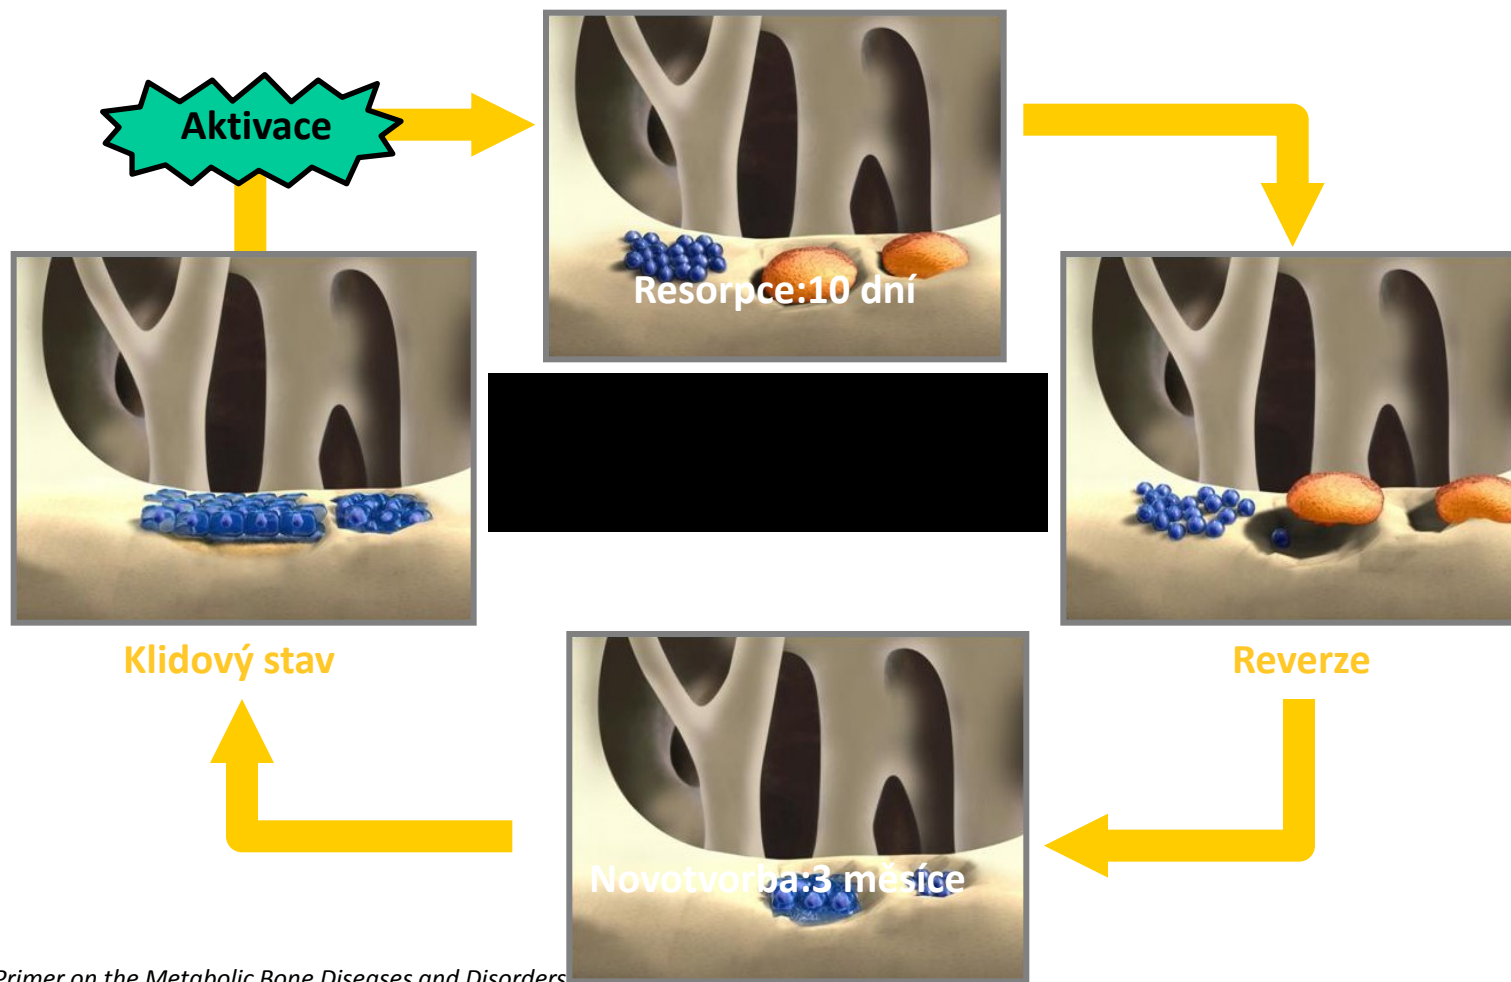 Aktivace
Resorpce:10 dní
Klidový stav
Reverze
Novotvorba:3 měsíce
Primer on the Metabolic Bone Diseases and Disorders